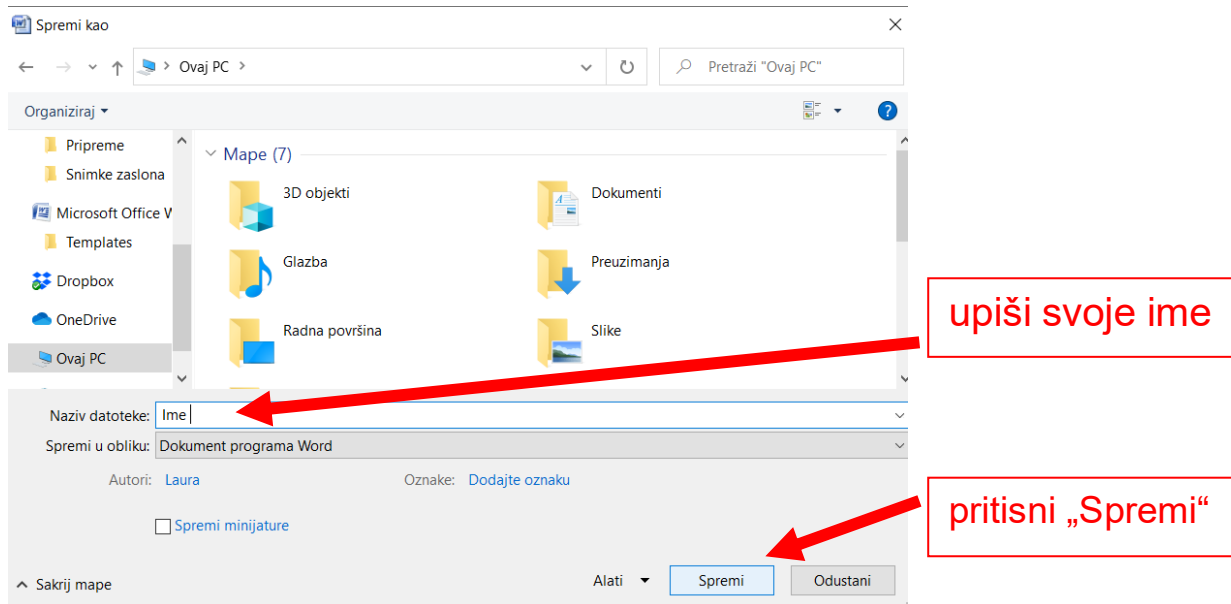 Spremi kao
Ovaj PC
Pretraži "Ovaj PC"
Organiziraj
Pripreme
Snimke zaslona
Microsoft Office W
Templates
Dropbox
OneDrive
Ovaj PC
Mape (7)
3D objekti
Dokumenti
Glazba
Preuzimanja
Radna površina
Slike
upiši svoje ime
Naziv datoteke: Ime
Spremi u obliku: Dokument programa Word
Autori: Laura Oznake: Dodajte oznaku
Spremi minijature
pritisni „Spremi“
Sakrij mape Alati Spremi Odustani